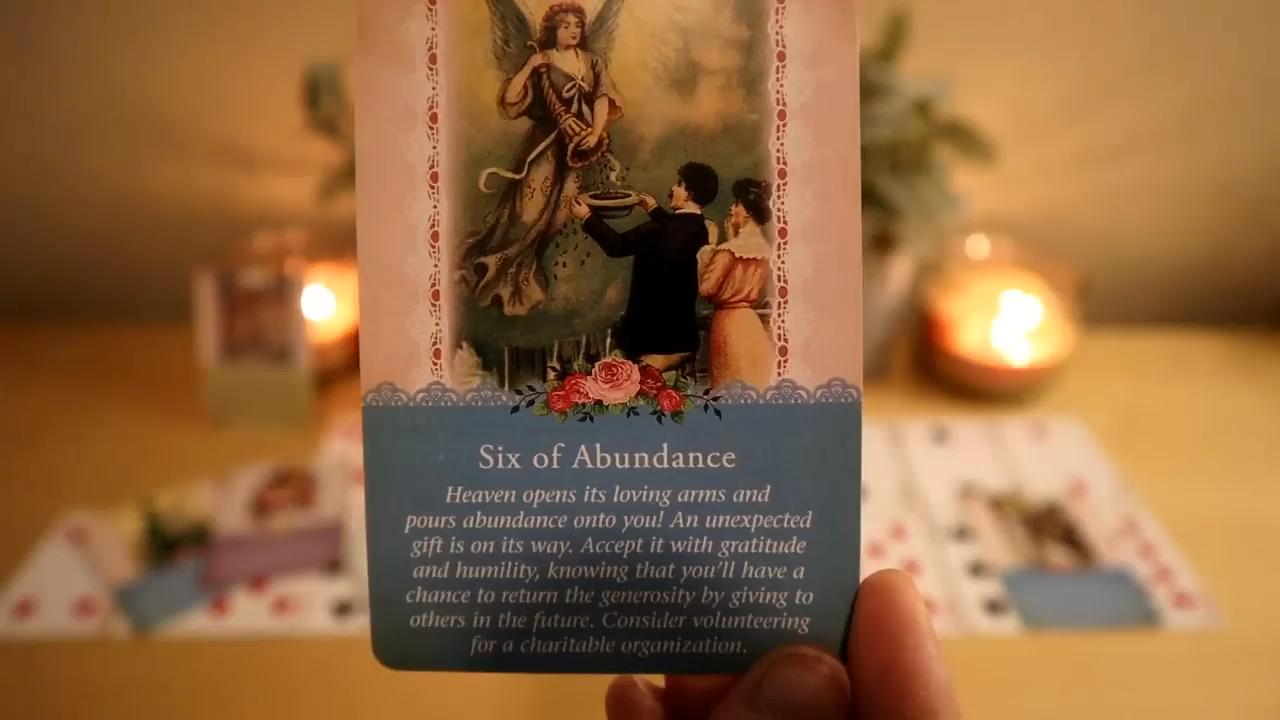 Six of Abundance
Heaven opens its loving arms and
pours abundance onto you! An unexpected
gift is on its way. Accept it with gratitude
and humility, knowing that you'll have a
chance to return the generosity by giving to
others in the future. Consider volunteering
for a charitable organization.